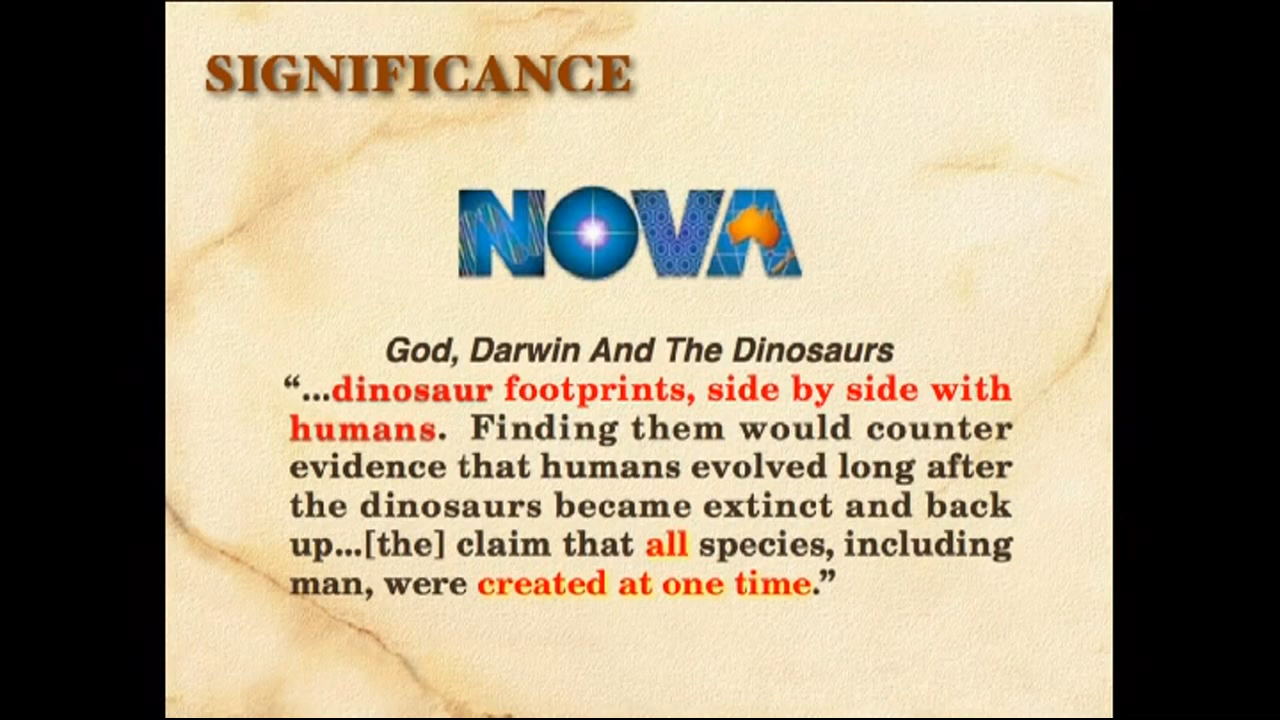 SIGNIFICANCE
NOVA
God, Darwin And The Dinosaurs
“...dinosaur footprints, side by side with
humans. Finding them would counter
evidence that humans evolved long after
the dinosaurs became extinct and back
up...[the] claim that all species, including
man, were created at one time.”